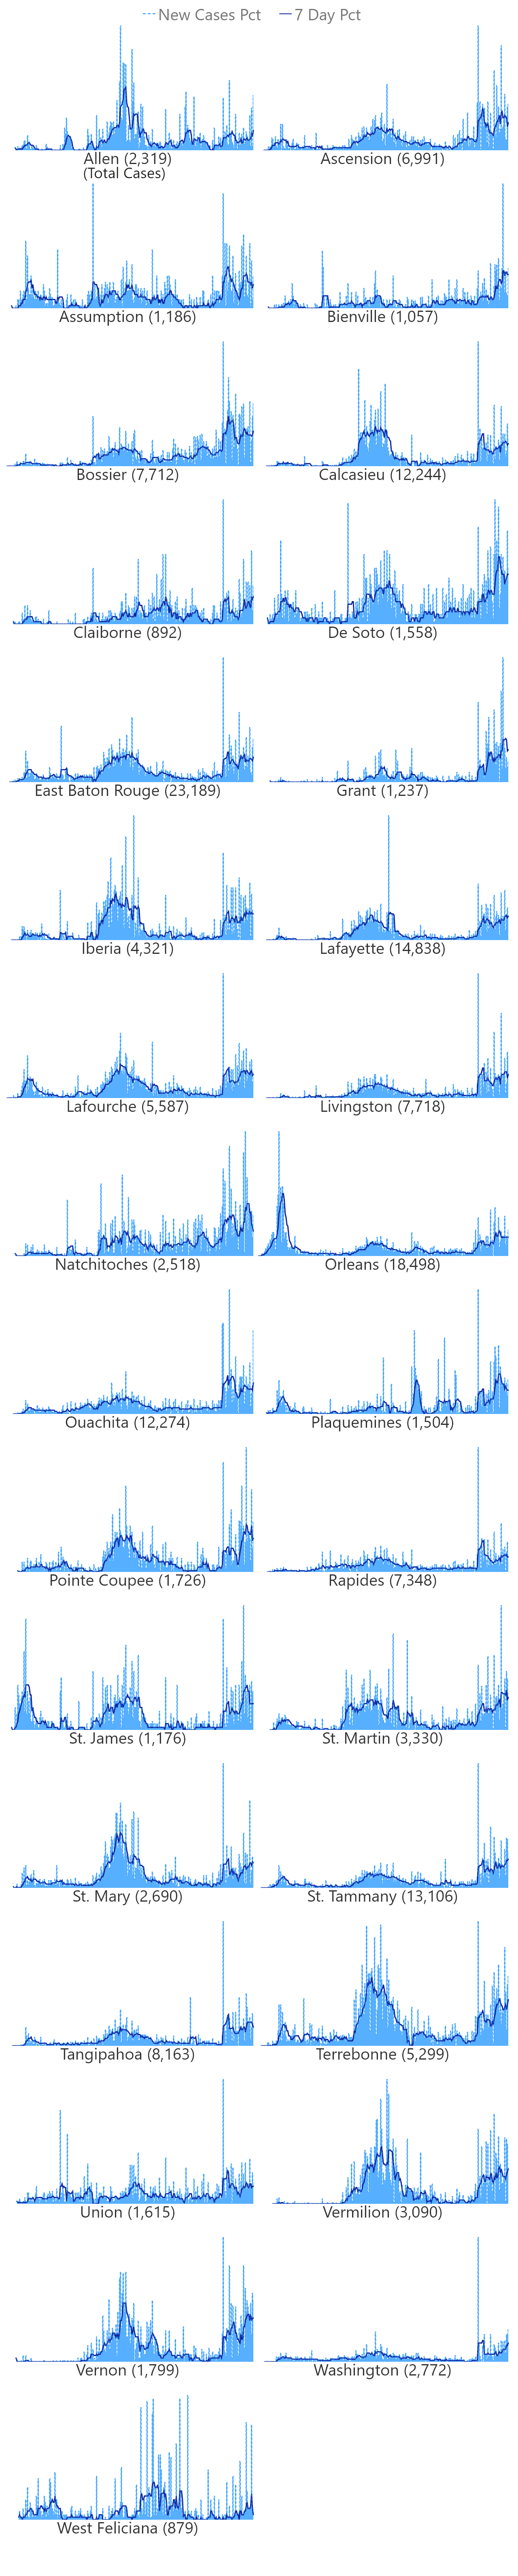 New Cases Pct 7 Day Pct
Allen (2,319) Ascension (6,991)
(Total Cases)
Assumption (1,186) Bienville (1,057)
Bossier (7,712) Calcasieu (12,244)
Claiborne (892) De Soto (1,558)
East Baton Rouge (23,189) Grant (1,237)
Iberia (4,321) Lafayette (14,838)
Lafourche (5,587) Livingston (7,718)
Natchitoches (2,518) Orleans (18,498)
Ouachita (12,274) Plaquemines (1,504)
Pointe Coupee (1,726) Rapides (7,348)
St. James (1,176) St. Martin (3,330)
St. Mary (2,690) St. Tammany (13,106)
Tangipahoa (8,163) Terrebonne (5,299)
Union (1,615) Vermilion (3,090)
Vernon (1,799) Washington (2,772)
West Feliciana (879)